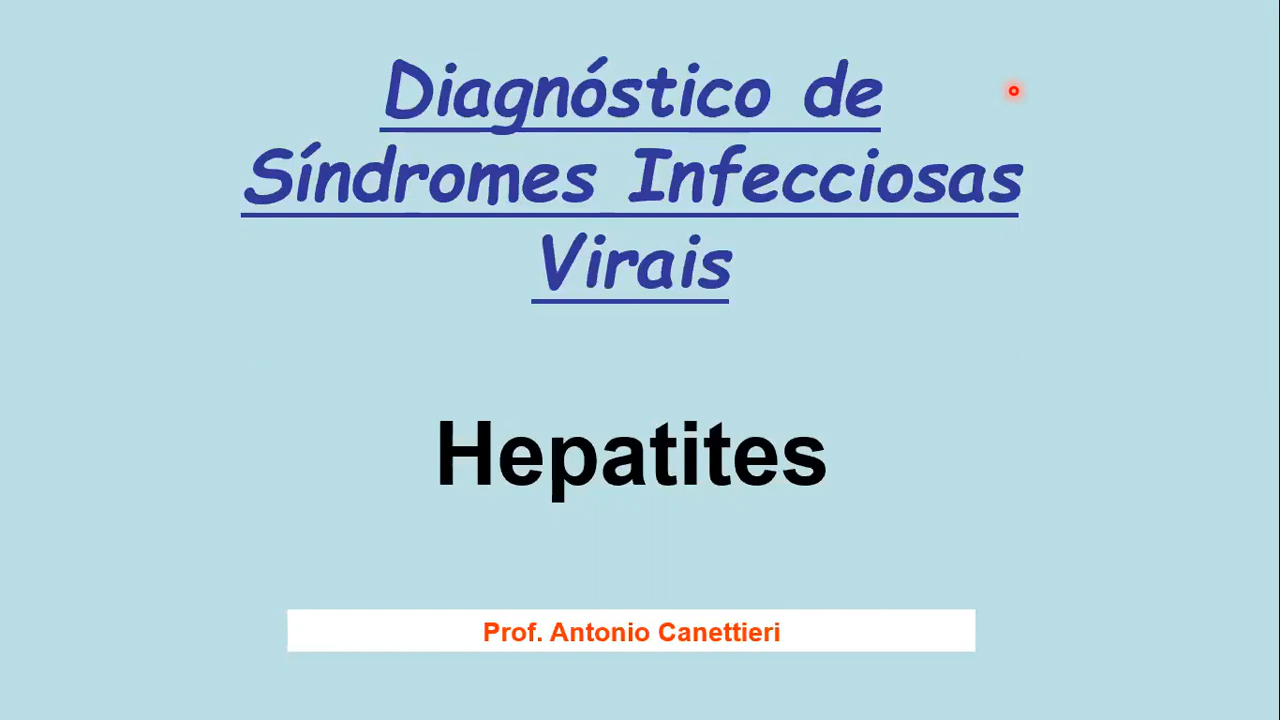 Diagnóstico de
Síndromes Infecciosas
Virais
Hepatites
Prof. Antonio Canettieri